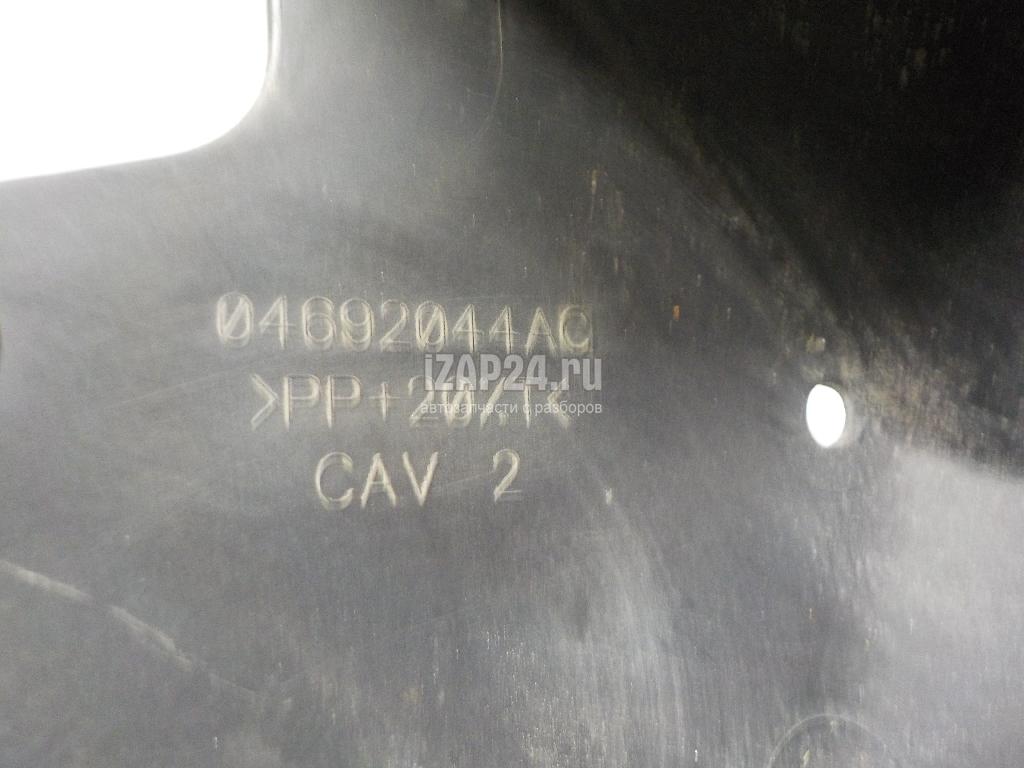 04692044AC
iZAP24.ru
>PP+20%T<
автозапчасти с разборов
CAV 2